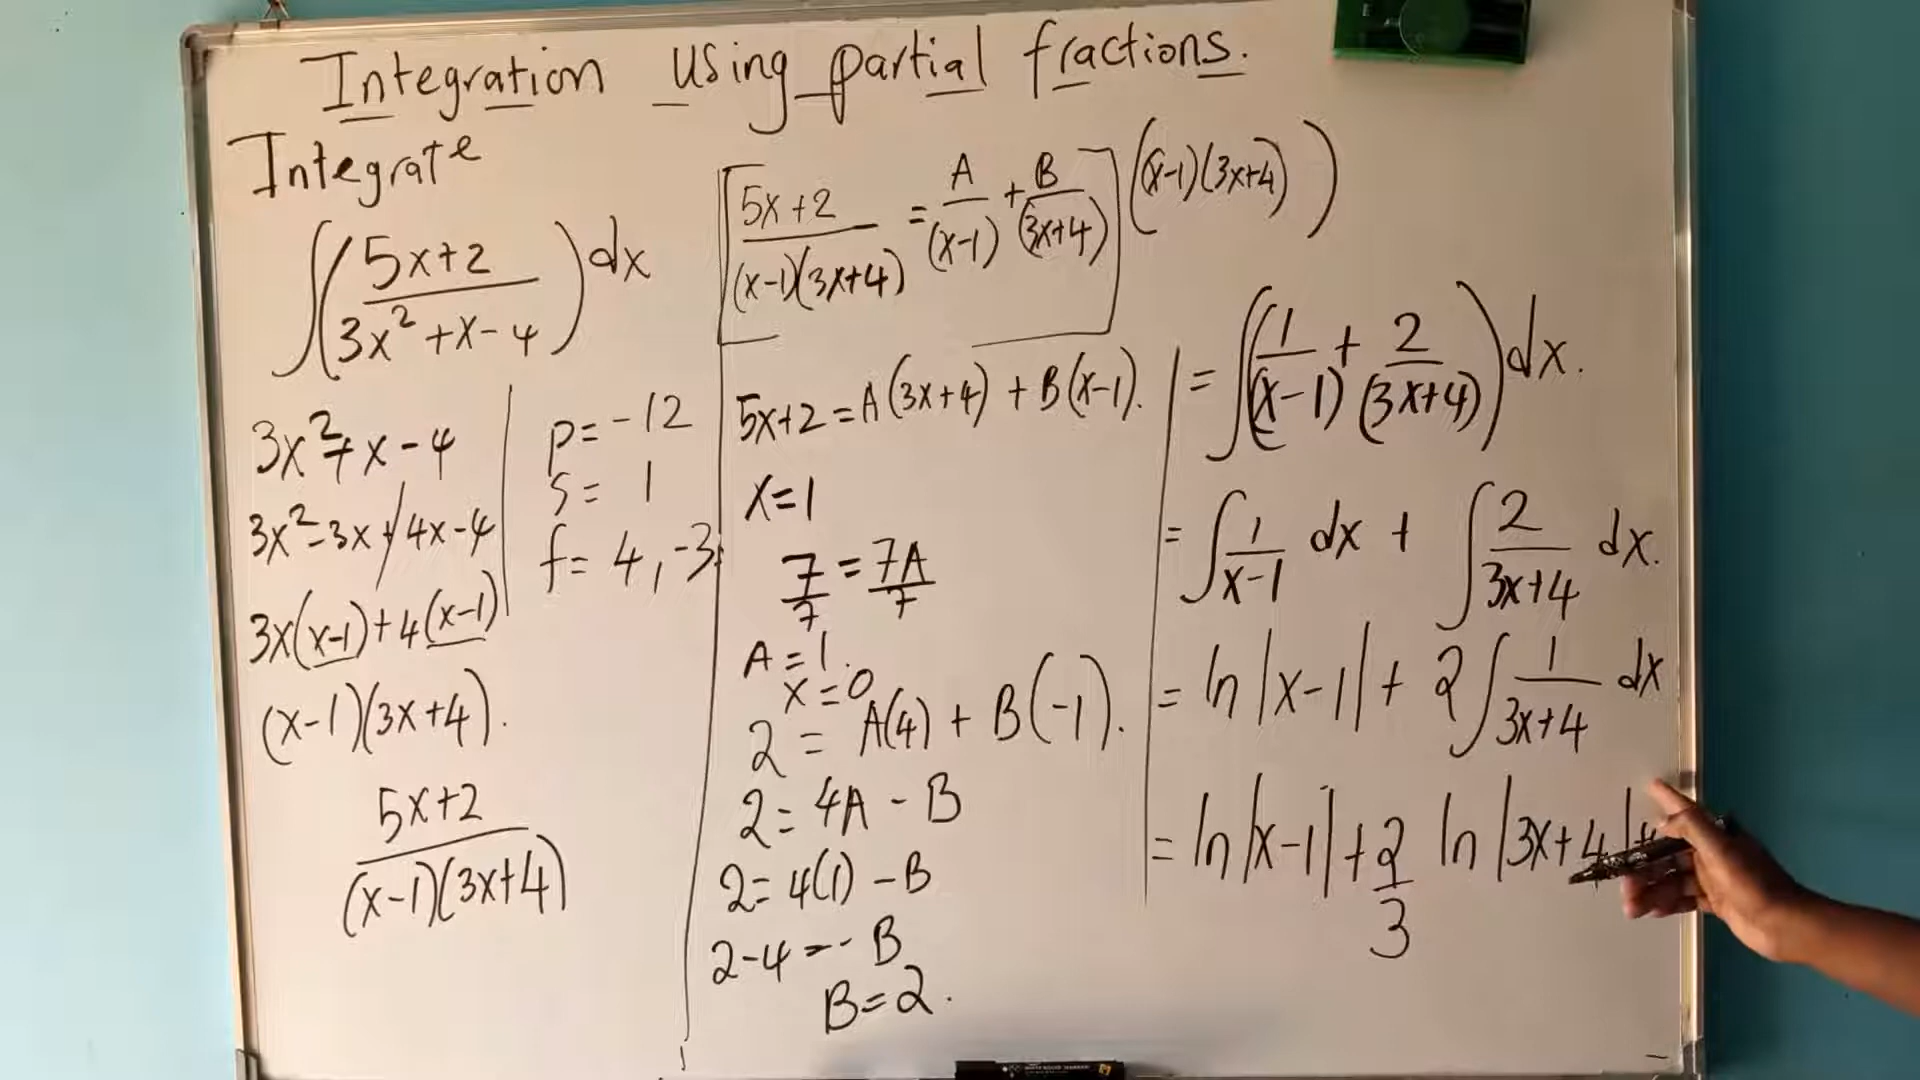 Integration using partial fractions.
Integrate
∫(5x+2/3x²+x-4)dx
3x²+x-4
3x²-3x+4x-4
3x(x-1)+4(x-1)
(x-1)(3x+4).
5x+2/(x-1)(3x+4)
p=-12
s= 1
f= 4,-3
[5x+2/(x-1)(3x+4) = A/(x-1) + B/(3x+4)] ((x-1)(3x+4))
5x+2=A(3x+4)+B(x-1).
x=1
7/7 = 7A/7
A=1.
x=0
2 = A(4) + B(-1).
2= 4A - B
2= 4(1) - B
2-4 = - B
B=2.
= ∫(1/(x-1) + 2/(3x+4))dx.
= ∫1/x-1 dx + ∫2/3x+4 dx.
= ln|x-1| + 2∫1/3x+4 dx
= ln|x-1| + 2/3 ln|3x+4|+